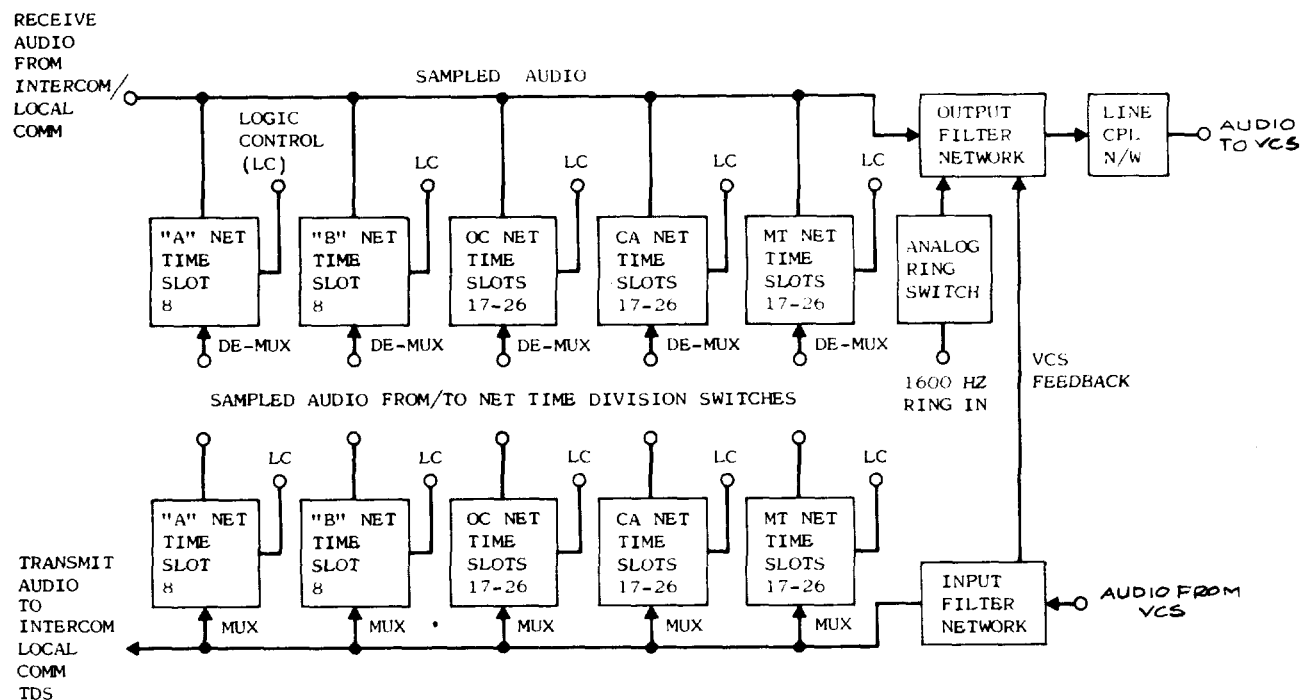 RECEIVE
AUDIO
FROM
INTERCOM/
LOCAL
COMM
SAMPLED AUDIO
LOGIC
CONTROL
(LC)
LC
LC
LC
LC
OUTPUT
FILTER
NETWORK
LINE
CPL
N/W
AUDIO
TO VCS
"A" NET
TIME
SLOT
8
"B" NET
TIME
SLOT
8
OC NET
TIME
SLOTS
17-26
CA NET
TIME
SLOTS
17-26
MT NET
TIME
SLOTS
17-26
ANALOG
RING
SWITCH
DE-MUX
DE-MUX
DE-MUX
DE-MUX
DE-MUX
1600 HZ
RING IN
VCS
FEEDBACK
SAMPLED AUDIO FROM/TO NET TIME DIVISION SWITCHES
LC
LC
LC
LC
LC
"A" NET
TIME
SLOT
8
"B" NET
TIME
SLOT
8
OC NET
TIME
SLOTS
17-26
CA NET
TIME
SLOTS
17-26
MT NET
TIME
SLOTS
17-26
INPUT
FILTER
NETWORK
AUDIO FROM
VCS
MUX
MUX
MUX
MUX
MUX
TRANSMIT
AUDIO
TO
INTERCOM
LOCAL
COMM
TDS